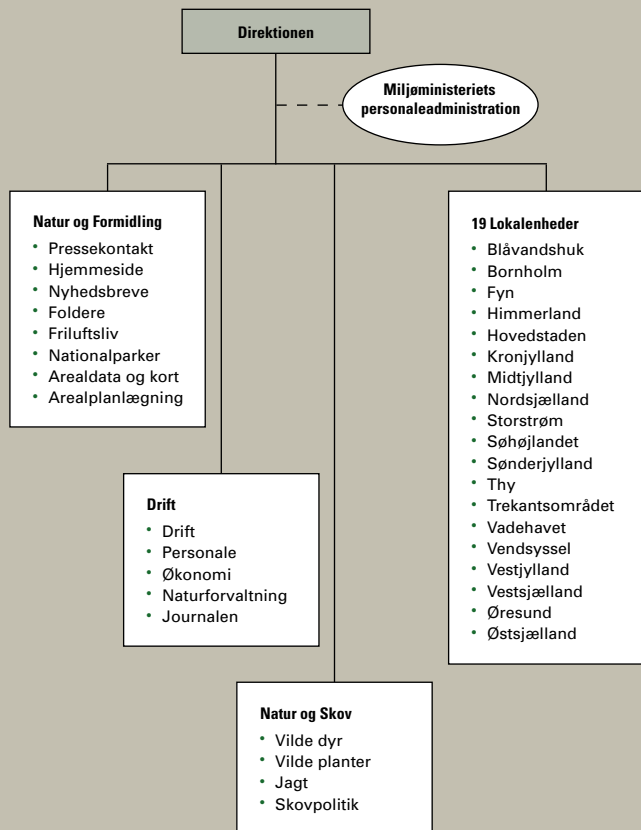 Direktionen
Miljøministeriets
personaleadministration
Natur og Formidling
• Pressekontakt
• Hjemmeside
• Nyhedsbreve
• Foldere
• Friluftsliv
• Nationalparker
• Arealdata og kort
• Arealplanlægning
19 Lokalenheder
• Blåvandshuk
• Bornholm
• Fyn
• Himmerland
• Hovedstaden
• Kronjylland
• Midtjylland
• Nordsjælland
• Storstrøm
• Søhøjlandet
• Sønderjylland
• Thy
• Trekantsområdet
• Vadehavet
• Vendsyssel
• Vestjylland
• Vestsjælland
• Øresund
• Østsjælland
Drift
• Drift
• Personale
• Økonomi
• Naturforvaltning
• Journalen
Natur og Skov
• Vilde dyr
• Vilde planter
• Jagt
• Skovpolitik